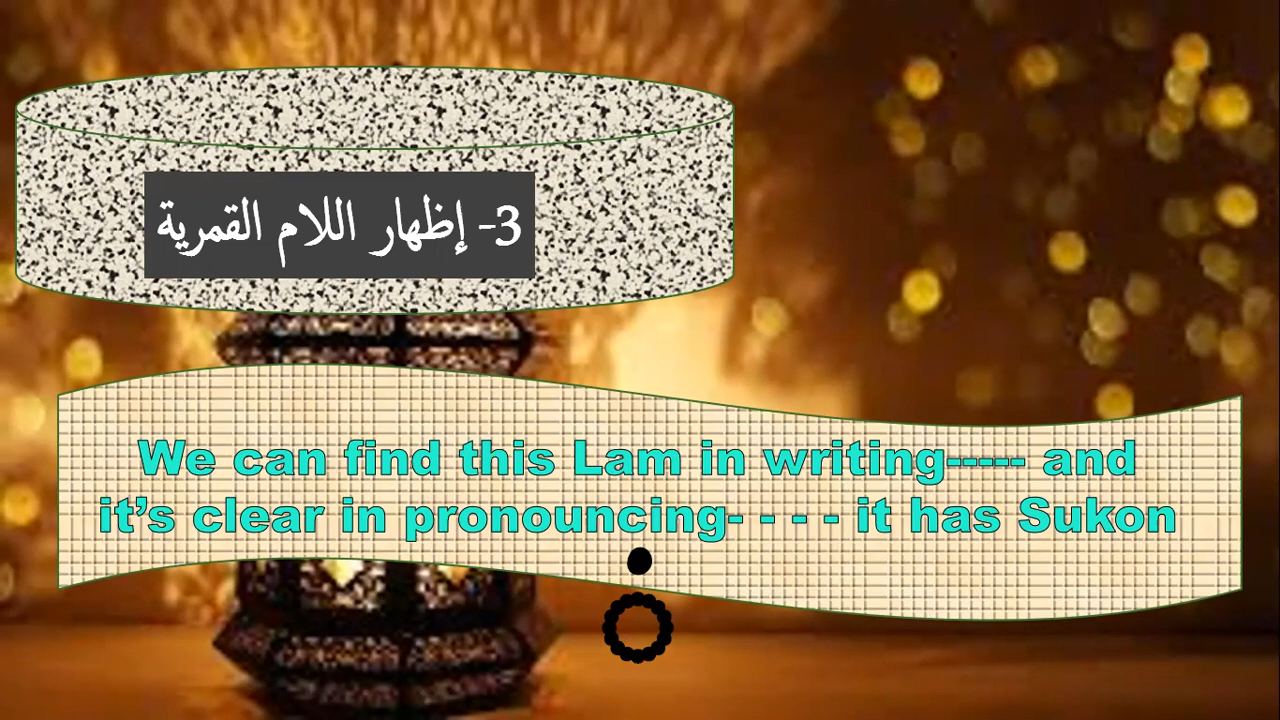 3- إظهار اللام القمرية
We can find this Lam in writing----- and
it’s clear in pronouncing- - - - it has Sukon